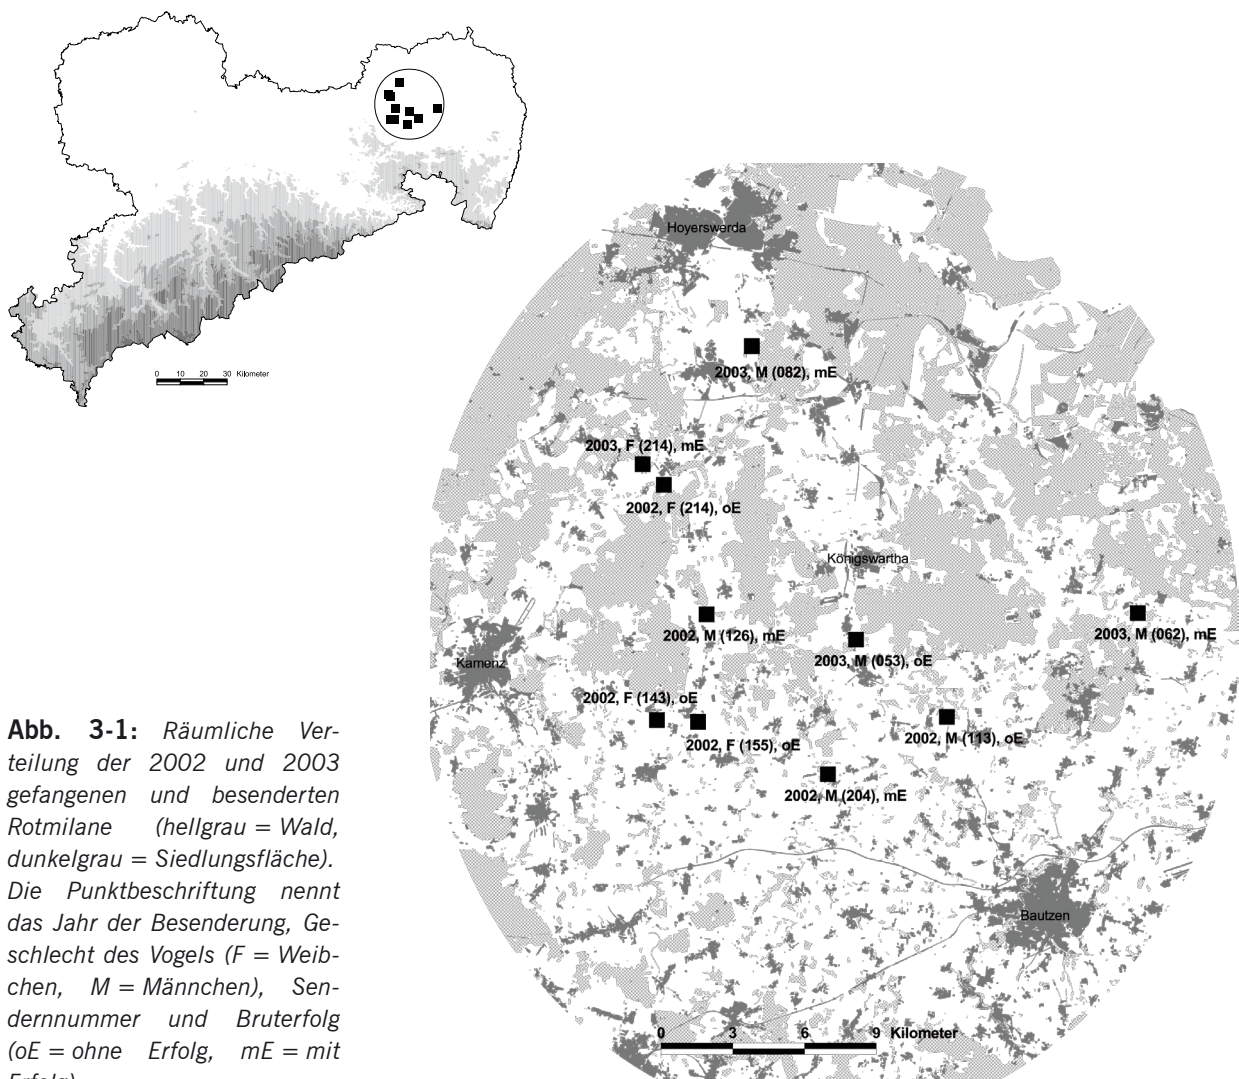 0 10 20 30 Kilometer
Hoyerswerda
2003, M (082), mE
2003, F (214), mE
2002, F (214), oE
Königswartha
2002, M (126), mE
2003, M (062), mE
2003, M (053), oE
Kamenz
2002, F (143), oE
2002, F (155), oE
2002, M (113), oE
2002, M (204), mE
Bautzen
0 3 6 9 Kilometer
Abb. 3-1: Räumliche Ver-
teilung der 2002 und 2003
gefangenen und besenderten
Rotmilane (hellgrau = Wald,
dunkelgrau = Siedlungsfläche).
Die Punktbeschriftung nennt
das Jahr der Besenderung, Ge-
schlecht des Vogels (F = Weib-
chen, M = Männchen), Sen-
dernnummer und Bruterfolg
(oE = ohne Erfolg, mE = mit
Erfolg)